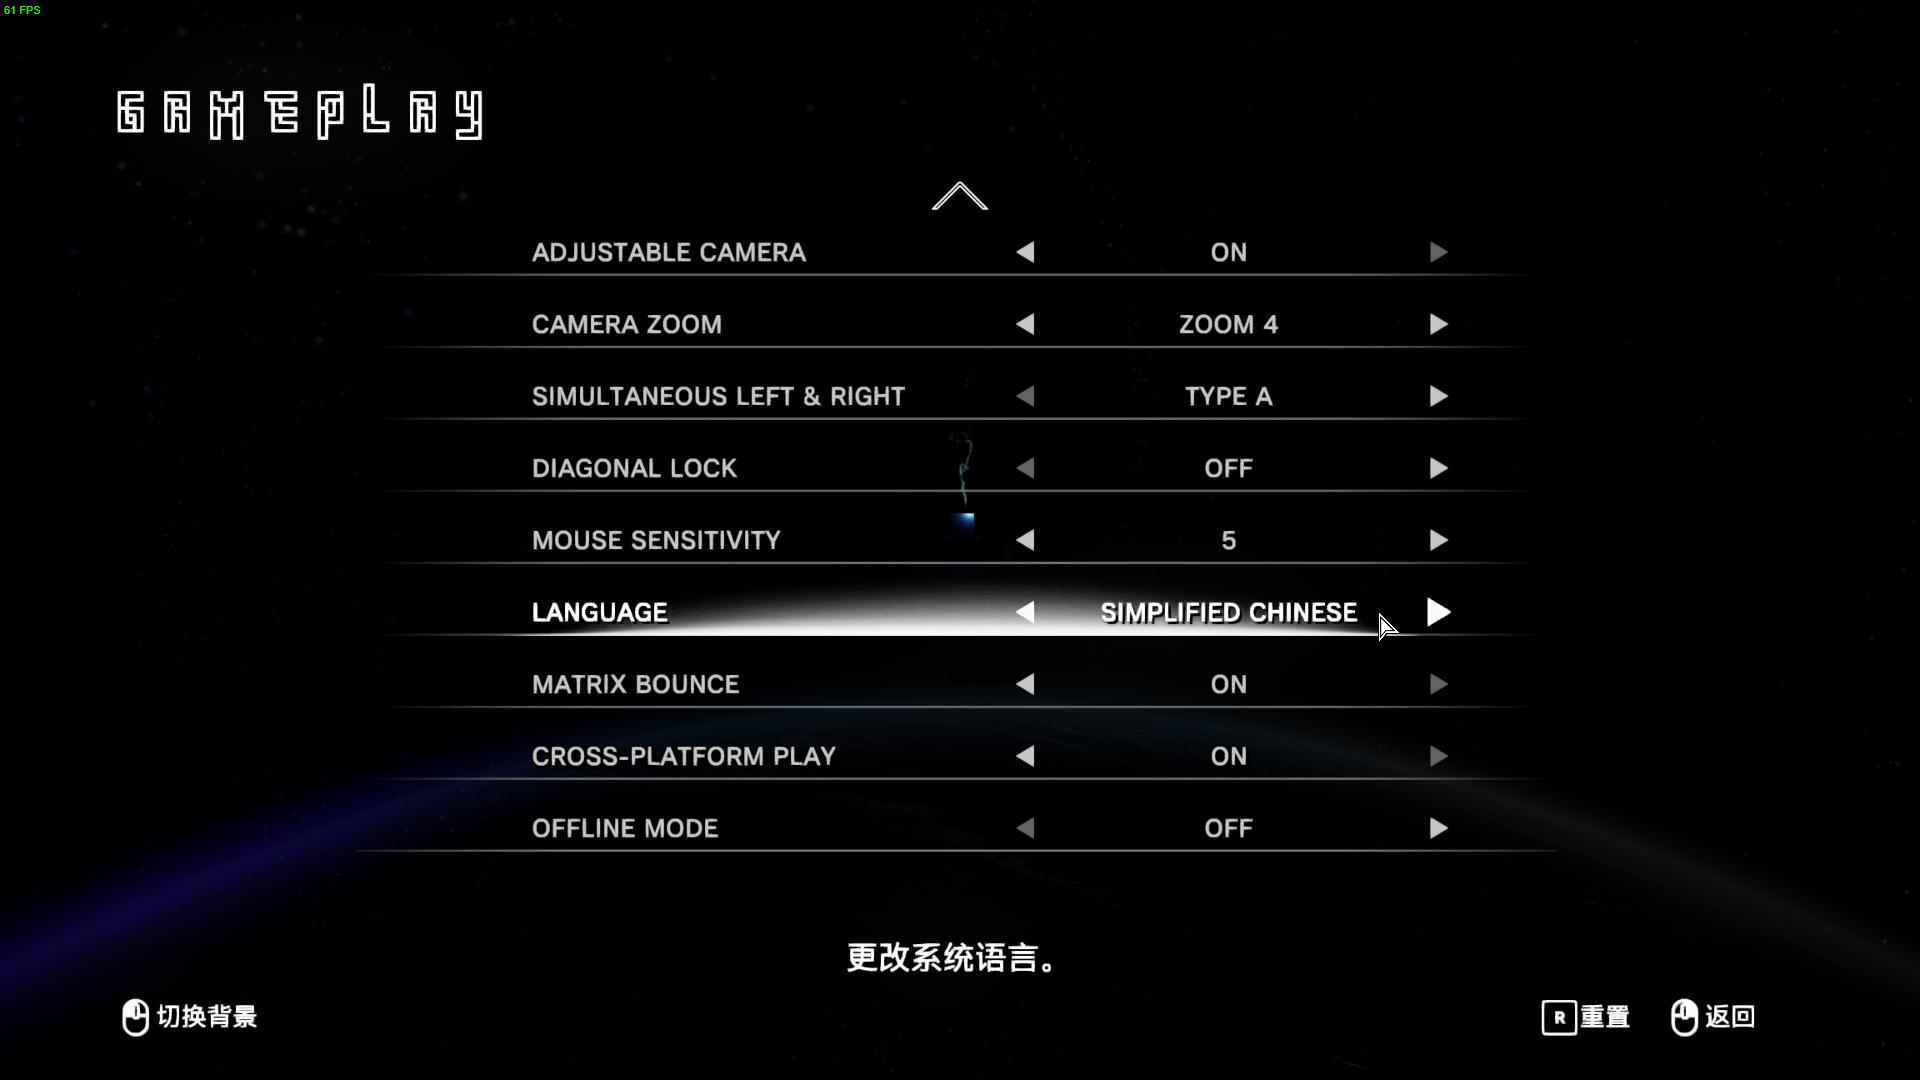 61 FPS
GAMEPLAY
ADJUSTABLE CAMERA ON
CAMERA ZOOM ZOOM 4
SIMULTANEOUS LEFT & RIGHT TYPE A
DIAGONAL LOCK OFF
MOUSE SENSITIVITY 5
LANGUAGE SIMPLIFIED CHINESE
MATRIX BOUNCE ON
CROSS-PLATFORM PLAY ON
OFFLINE MODE OFF
更改系统语言。
切换背景 R 重置 返回